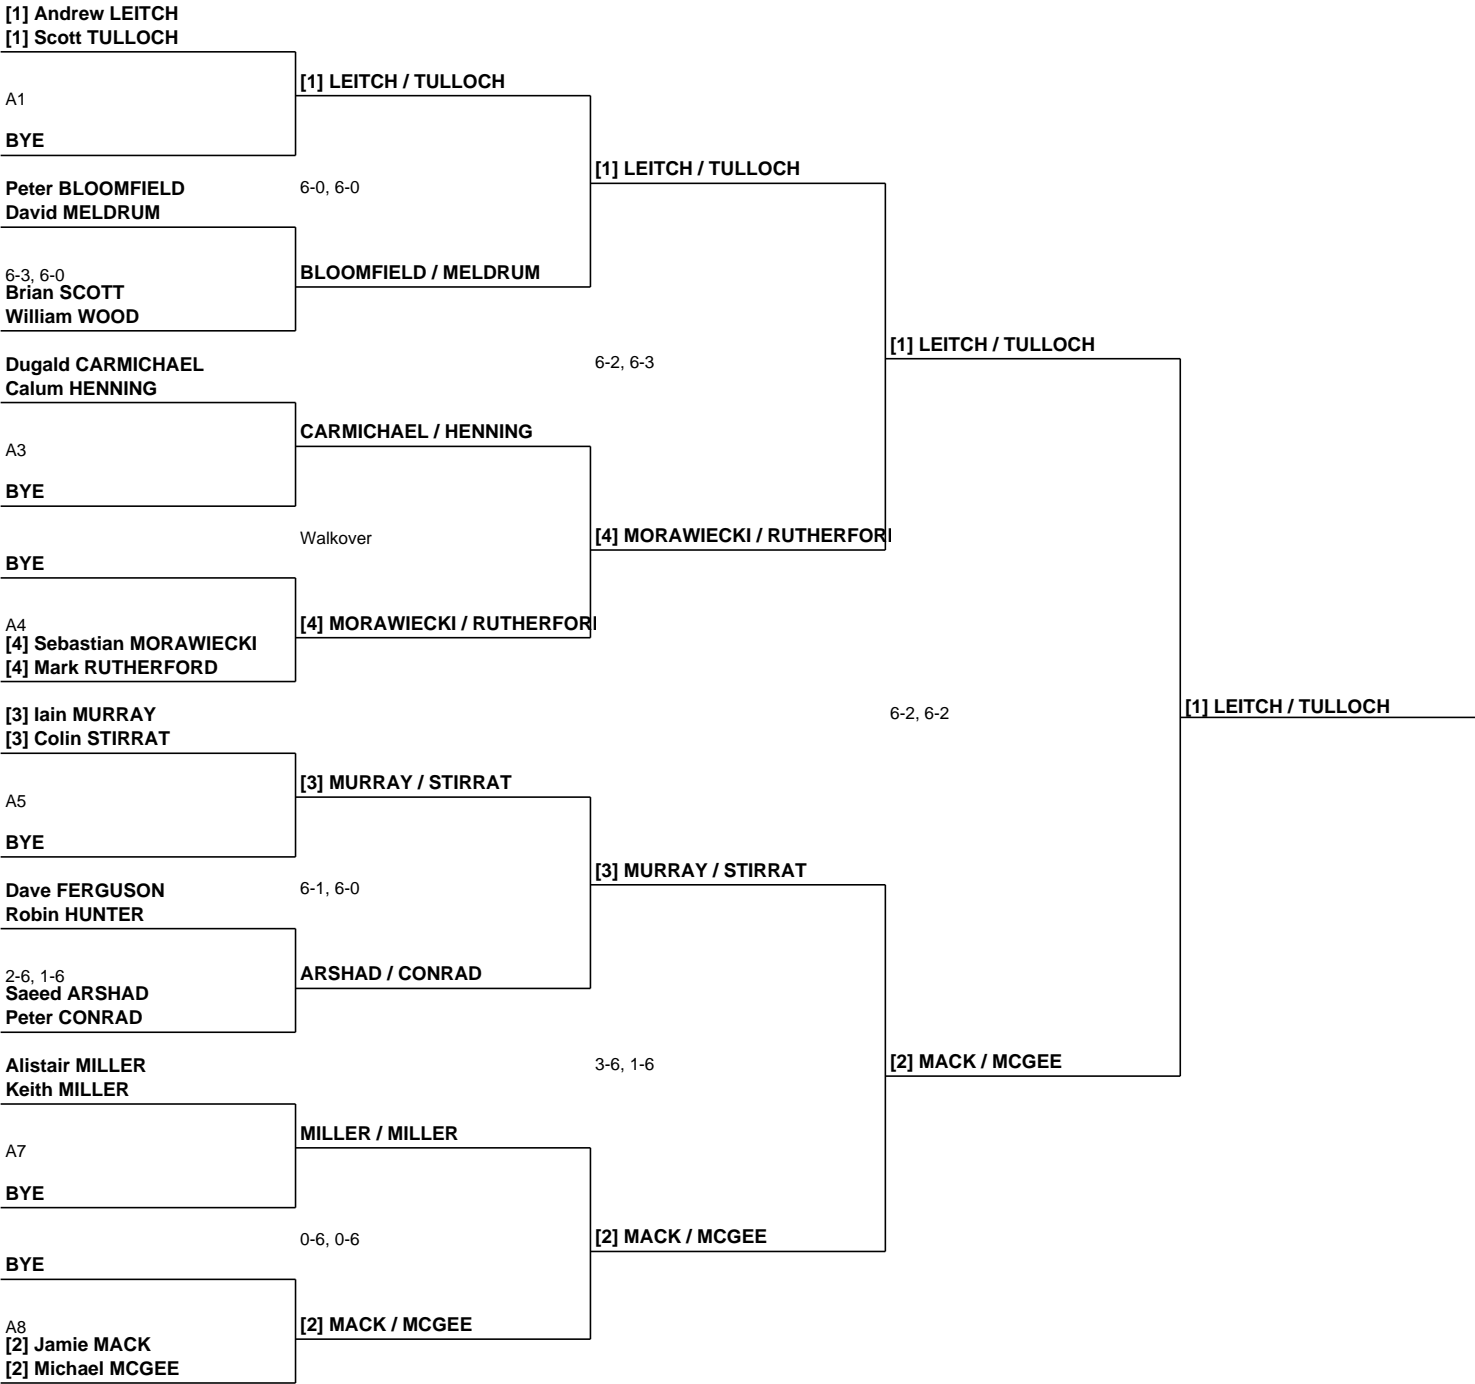 [1] Andrew LEITCH
[1] Scott TULLOCH
[1] LEITCH / TULLOCH
A1
BYE
[1] LEITCH / TULLOCH
Peter BLOOMFIELD
6-0, 6-0
David MELDRUM
BLOOMFIELD / MELDRUM
6-3, 6-0
Brian SCOTT
William WOOD
[1] LEITCH / TULLOCH
Dugald CARMICHAEL
6-2, 6-3
Calum HENNING
CARMICHAEL / HENNING
A3
BYE
Walkover
[4] MORAWIECKI / RUTHERFORD
BYE
A4
[4] MORAWIECKI / RUTHERFORD
[4] Sebastian MORAWIECKI
[4] Mark RUTHERFORD
[3] Iain MURRAY
6-2, 6-2
[1] LEITCH / TULLOCH
[3] Colin STIRRAT
[3] MURRAY / STIRRAT
A5
BYE
[3] MURRAY / STIRRAT
Dave FERGUSON
6-1, 6-0
Robin HUNTER
ARSHAD / CONRAD
2-6, 1-6
Saeed ARSHAD
Peter CONRAD
Alistair MILLER
3-6, 1-6
[2] MACK / MCGEE
Keith MILLER
MILLER / MILLER
A7
BYE
0-6, 0-6
[2] MACK / MCGEE
BYE
A8
[2] MACK / MCGEE
[2] Jamie MACK
[2] Michael MCGEE